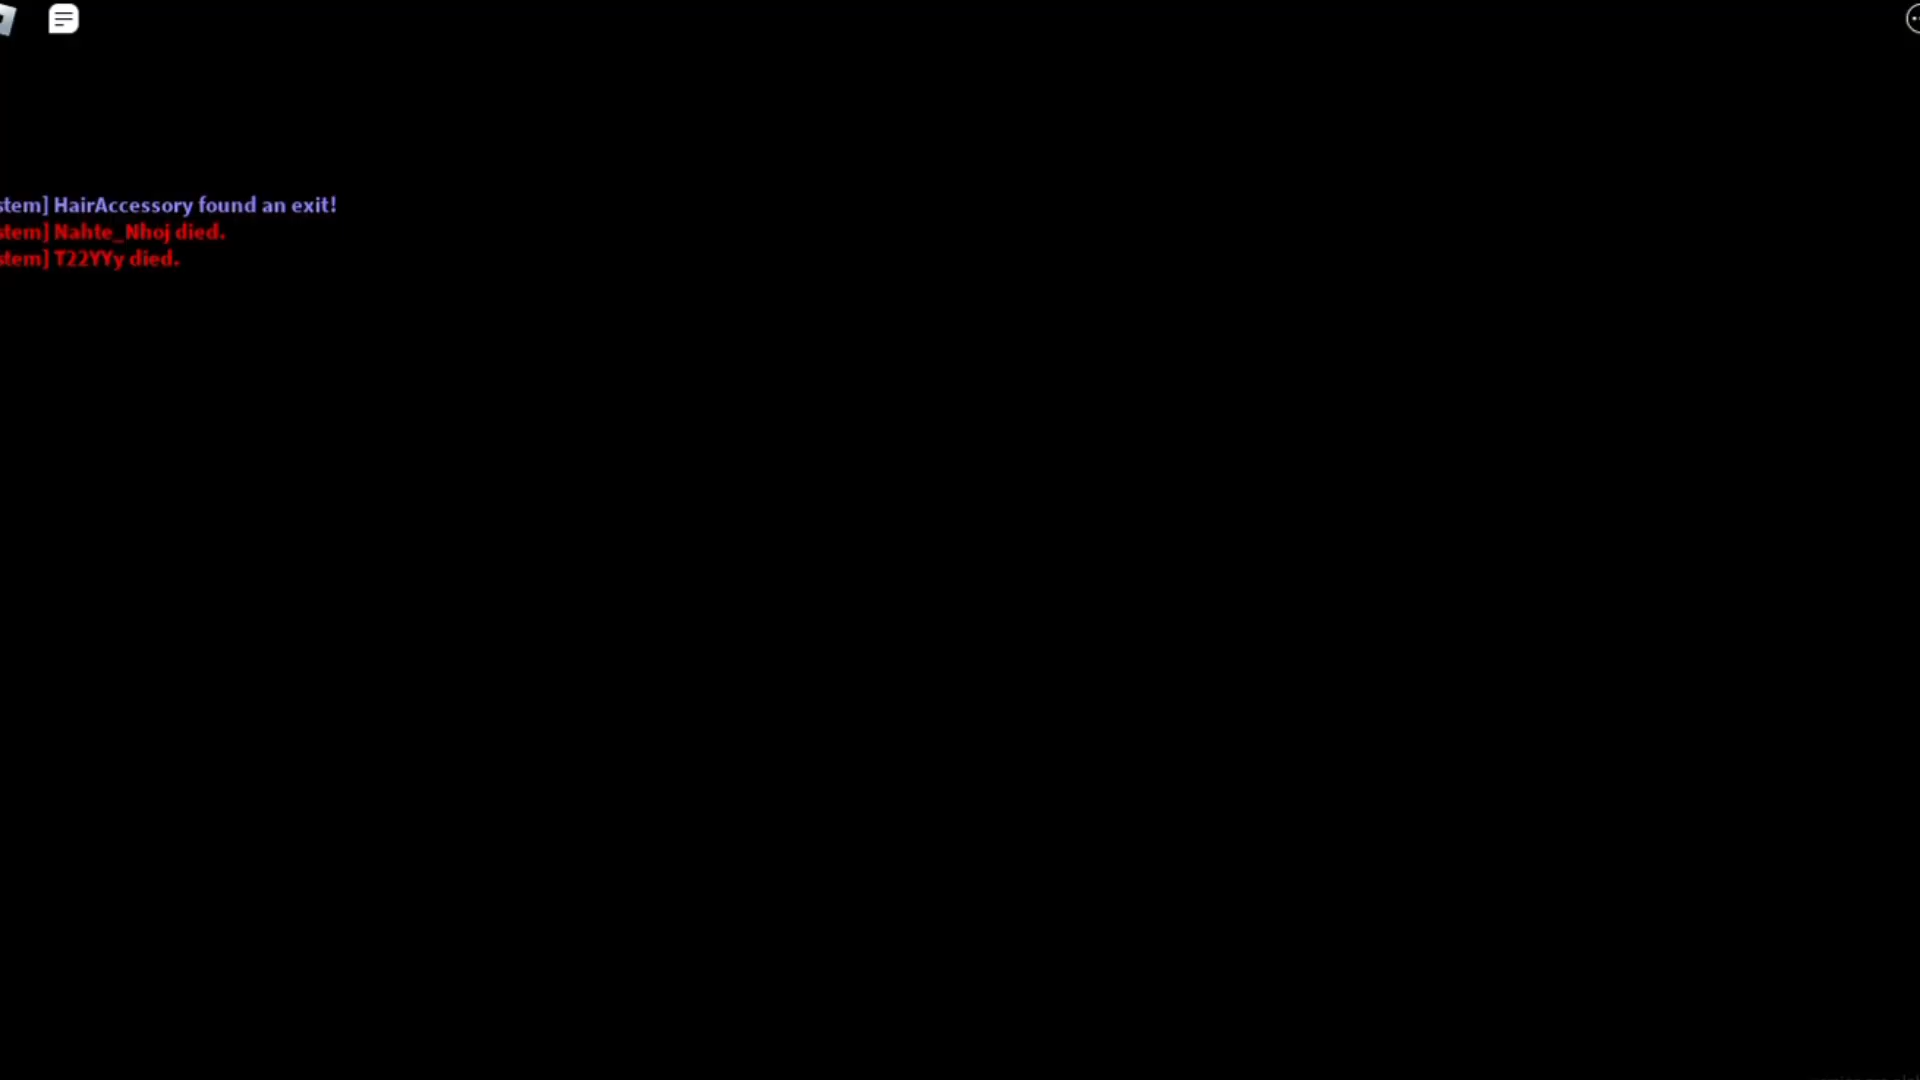 stem] HairAccessory found an exit!
stem] Nahte_Nhoj died.
stem] T22YYy died.